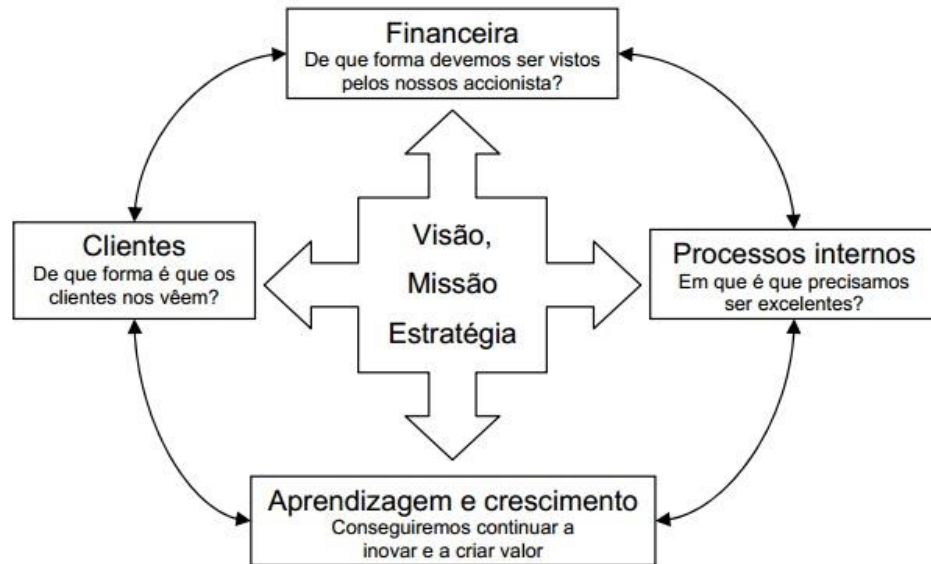 Financeira
De que forma devemos ser vistos
pelos nossos accionista?
Clientes
De que forma é que os
clientes nos vêem?
Visão,
Missão
Estratégia
Processos internos
Em que é que precisamos
ser excelentes?
Aprendizagem e crescimento
Conseguiremos continuar a
inovar e a criar valor